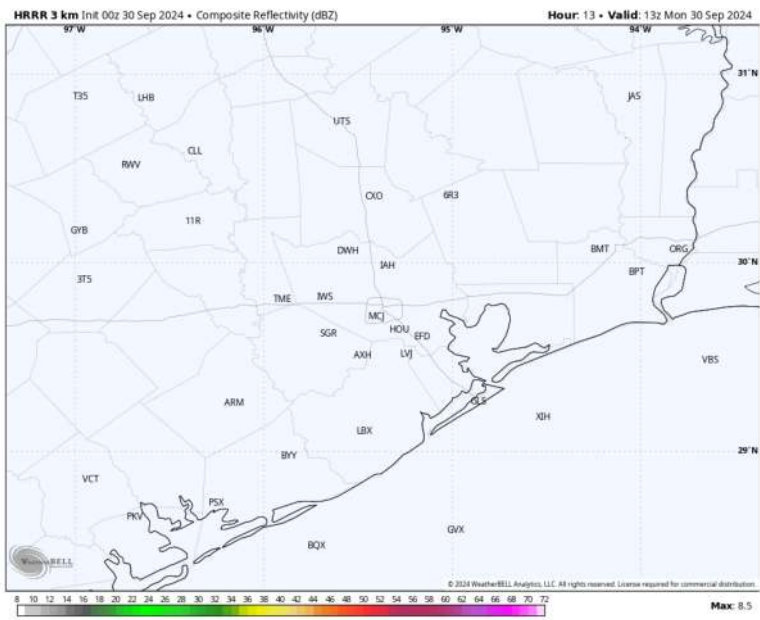 HRRR 3 km Init 00z 30 Sep 2024 • Composite Reflectivity (dBZ)
Hour: 13 • Valid: 13z Mon 30 Sep 2024
97°W 96°W 95°W 94°W
31°N
T35 LHB JAS
UTS
CLL
RWV
CXO 6R3
11R
GYB
DWH BMT ORG
30°N
IAH
BPT
3T5
TME IWS
MCJ
SGR HOU EFD
AXH LVJ
VBS
ARM GLS
XIH
LBX
BYY 29°N
VCT
PSX
PKV
GVX
BQX
WeatherBELL
© 2024 WeatherBELL Analytics, LLC. All rights reserved. License required for commercial distribution.
8 10 12 14 16 18 20 22 24 26 28 30 32 34 36 38 40 42 44 46 48 50 52 54 56 58 60 62 64 66 68 70 72
Max: 8.5